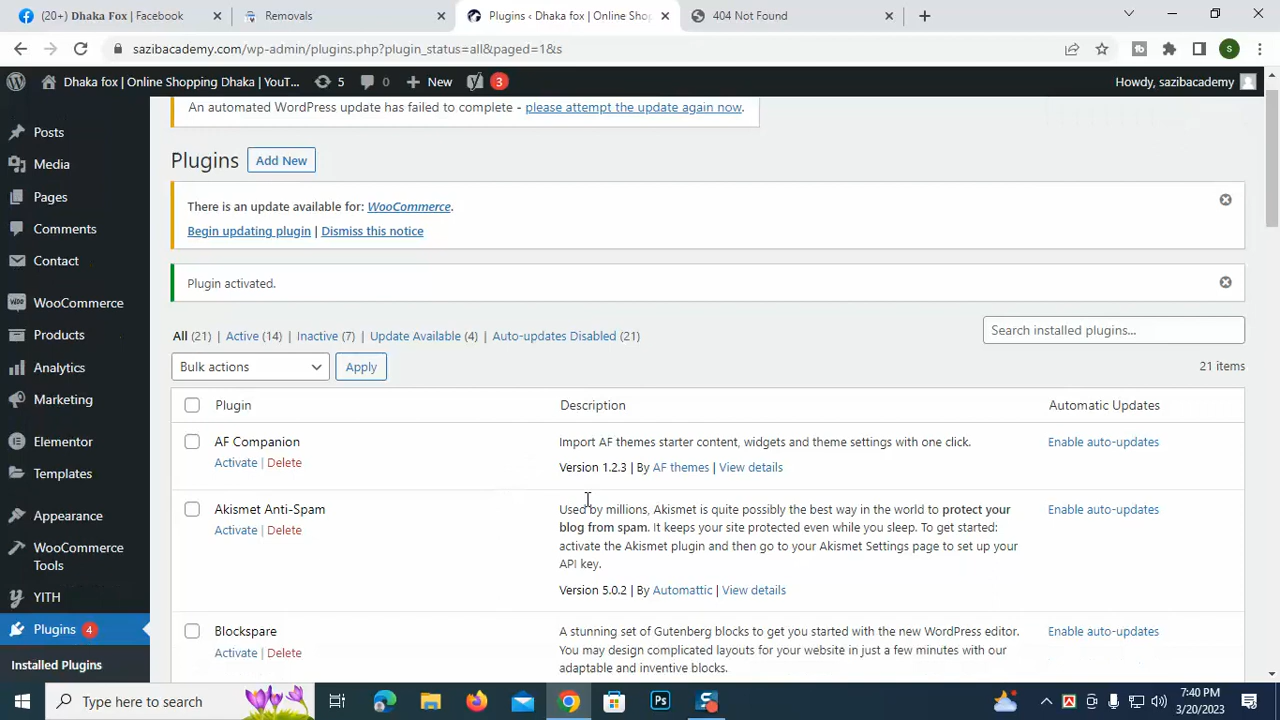 (20+) Dhaka Fox | Facebook
Removals
Plugins < Dhaka fox | Online Shop
404 Not Found
sazibacademy.com/wp-admin/plugins.php?plugin_status=all&paged=1&s
S
Dhaka fox | Online Shopping Dhaka | YouT...
5
0
New
3
Howdy, sazibacademy
An automated WordPress update has failed to complete - please attempt the update again now.
Posts
Media
Pages
Comments
Contact
WooCommerce
Products
Analytics
Marketing
Elementor
Templates
Appearance
WooCommerce
Tools
YITH
Plugins 4
Installed Plugins
Plugins Add New
There is an update available for: WooCommerce.
Begin updating plugin | Dismiss this notice
Plugin activated.
All (21) | Active (14) | Inactive (7) | Update Available (4) | Auto-updates Disabled (21)
Search installed plugins...
Bulk actions
Apply
21 items
Plugin
Description
Automatic Updates
AF Companion
Activate | Delete
Import AF themes starter content, widgets and theme settings with one click.
Version 1.2.3 | By AF themes | View details
Enable auto-updates
Akismet Anti-Spam
Activate | Delete
Used by millions, Akismet is quite possibly the best way in the world to protect your
blog from spam. It keeps your site protected even while you sleep. To get started:
activate the Akismet plugin and then go to your Akismet Settings page to set up your
API key.
Version 5.0.2 | By Automattic | View details
Enable auto-updates
Blockspare
Activate | Delete
A stunning set of Gutenberg blocks to get you started with the new WordPress editor.
You may design complicated layouts for your website in just a few minutes with our
adaptable and inventive blocks.
Enable auto-updates
Type here to search
Ps
7:40 PM
3/20/2023